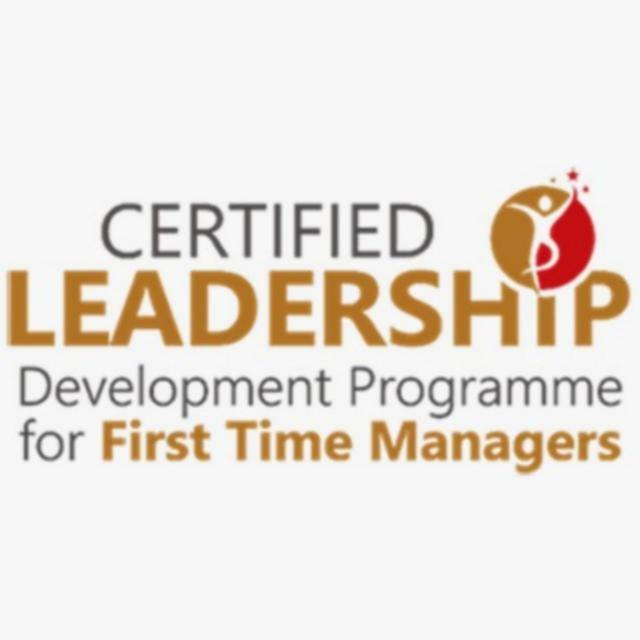 CERTIFIED
LEADERSHIP
Development Programme
for First Time Managers